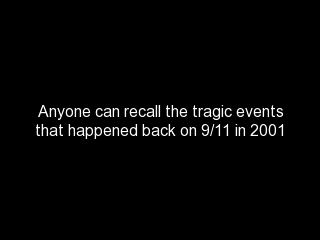 Anyone can recall the tragic events
that happened back on 9/11 in 2001